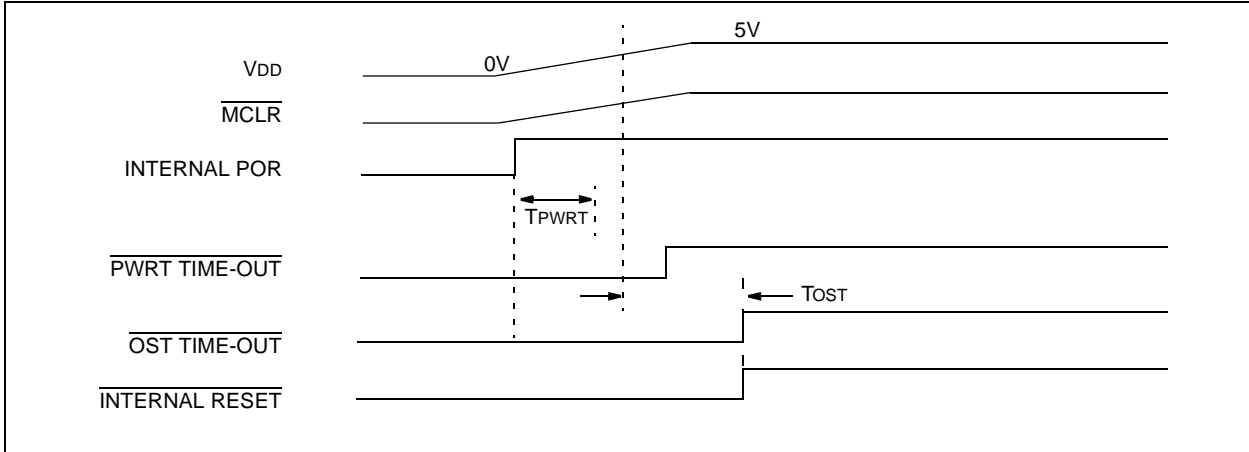 5V
0V
VDD
MCLR
INTERNAL POR
TPWRT
PWRT TIME-OUT
TOST
OST TIME-OUT
INTERNAL RESET